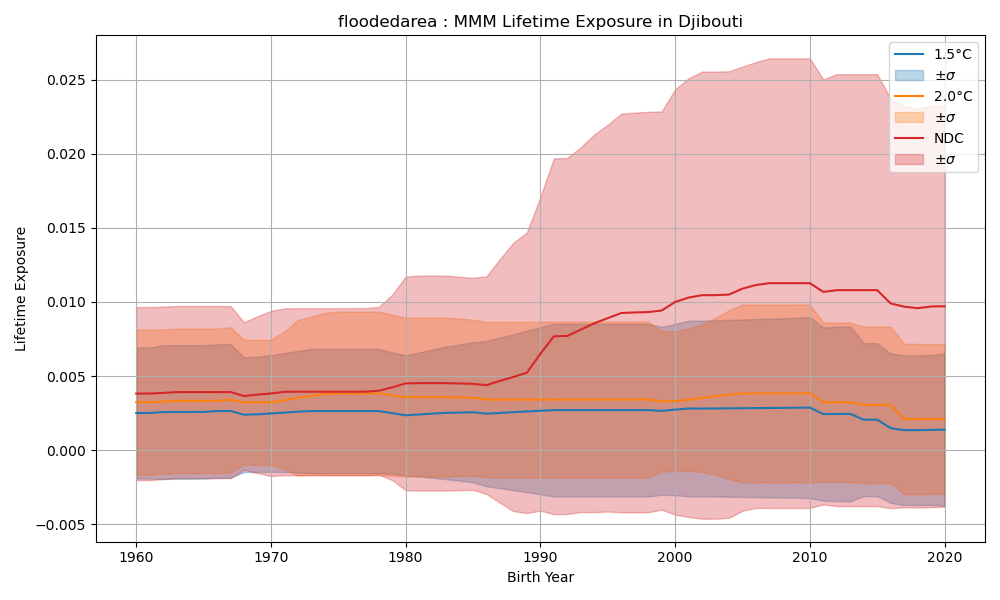 floodedarea : MMM Lifetime Exposure in Djibouti
1.5°C
±σ
2.0°C
±σ
NDC
±σ
Lifetime Exposure
0.025
0.020
0.015
0.010
0.005
0.000
−0.005
1960
1970
1980
1990
2000
2010
2020
Birth Year